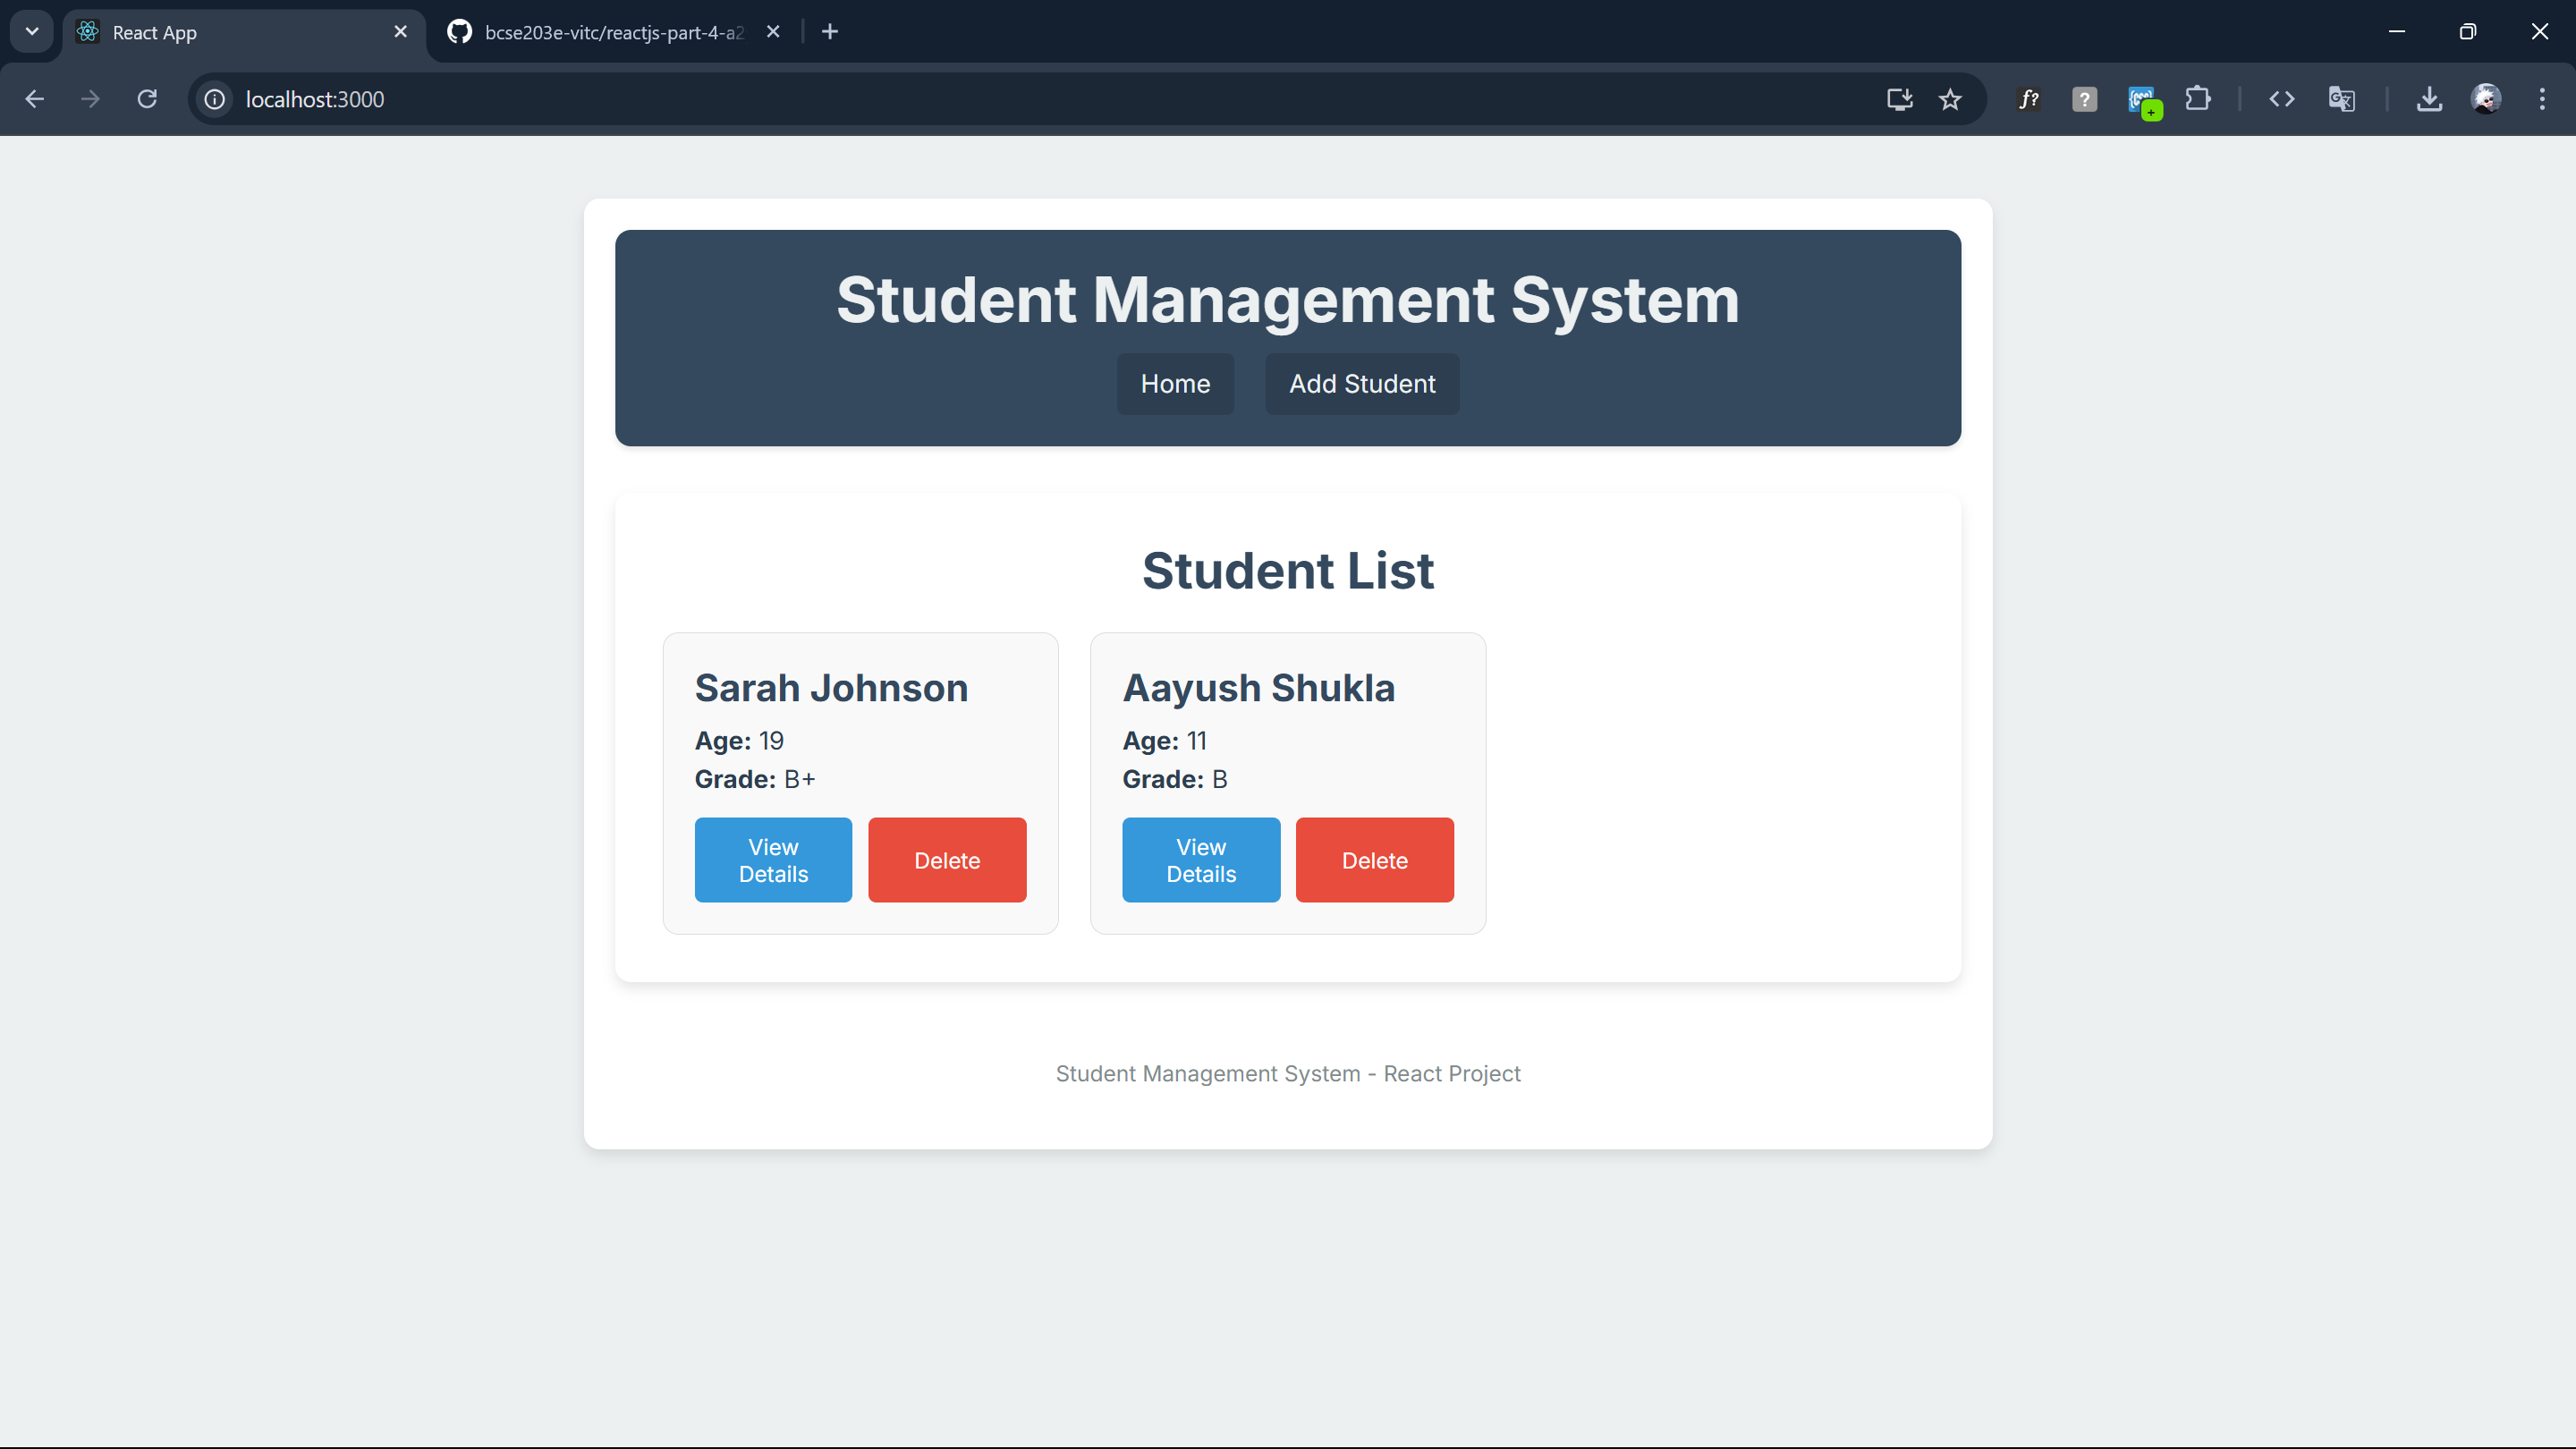 React App
bcse203e-vitc/reactjs-part-4-a2
localhost:3000
Student Management System
Home
Add Student
Student List
Sarah Johnson
Age: 19
Grade: B+
View
Details
Delete
Aayush Shukla
Age: 11
Grade: B
View
Details
Delete
Student Management System - React Project